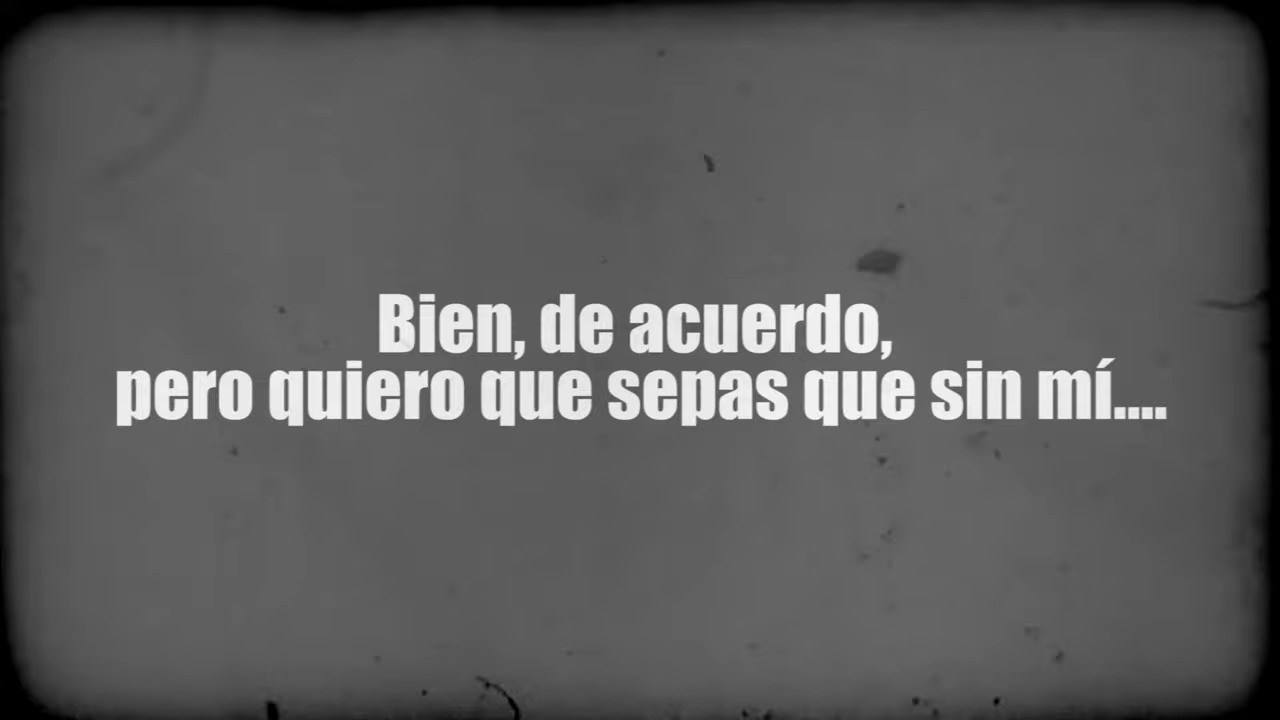 Bien, de acuerdo,
pero quiero que sepas que sin mí....